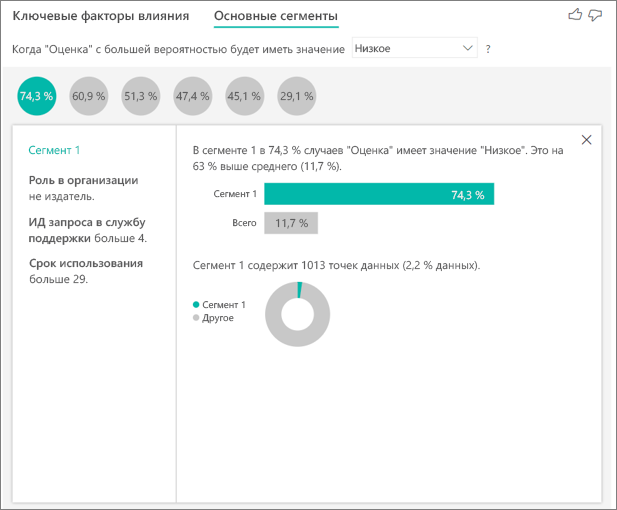 Ключевые факторы влияния Основные сегменты
Когда "Оценка" с большей вероятностью будет иметь значение Низкое ?
74,3 % 60,9 % 51,3 % 47,4 % 45,1 % 29,1 %
Сегмент 1
Роль в организации
не издатель.
ИД запроса в службу
поддержки больше 4.
Срок использования
больше 29.
В сегменте 1 в 74,3 % случаев "Оценка" имеет значение "Низкое". Это на
63 % выше среднего (11,7 %).
Сегмент 1 74,3 %
Всего 11,7 %
Сегмент 1 содержит 1013 точек данных (2,2 % данных).
Сегмент 1
Другое